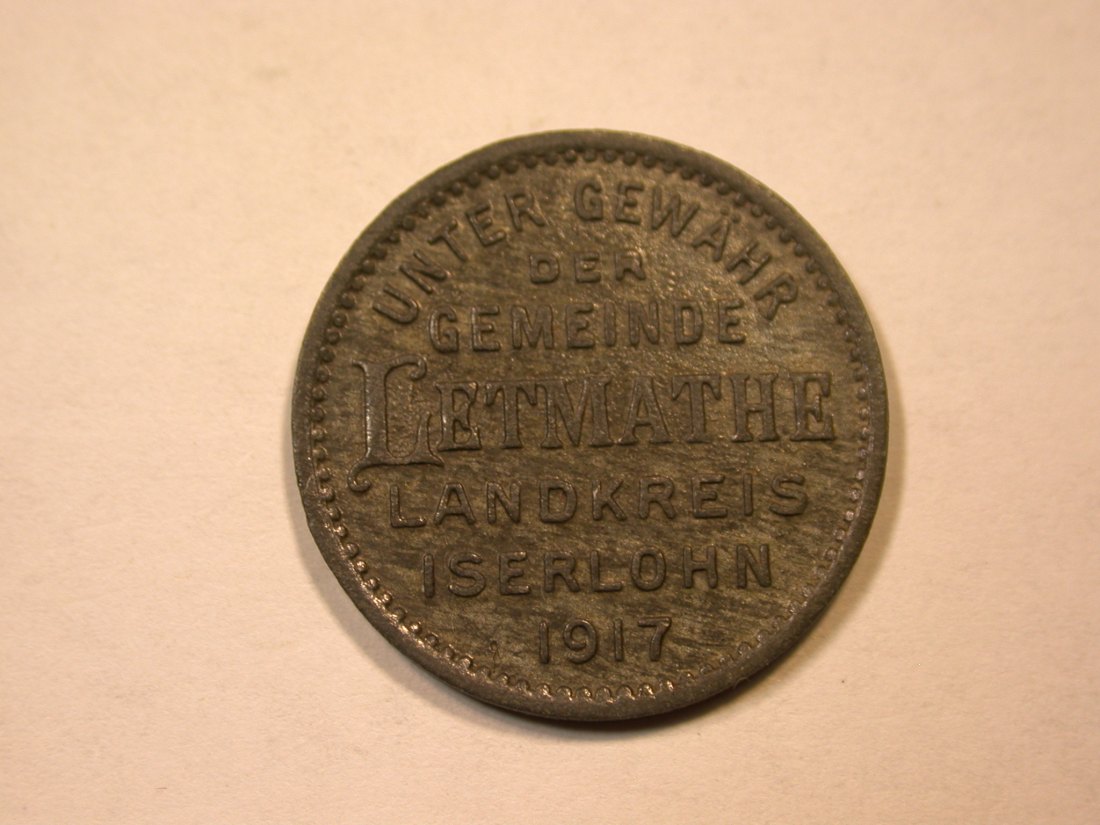 UNTER GEWÄHR
DER
GEMEINDE
LETMATHE
LANDKREIS
ISERLOHN
1917